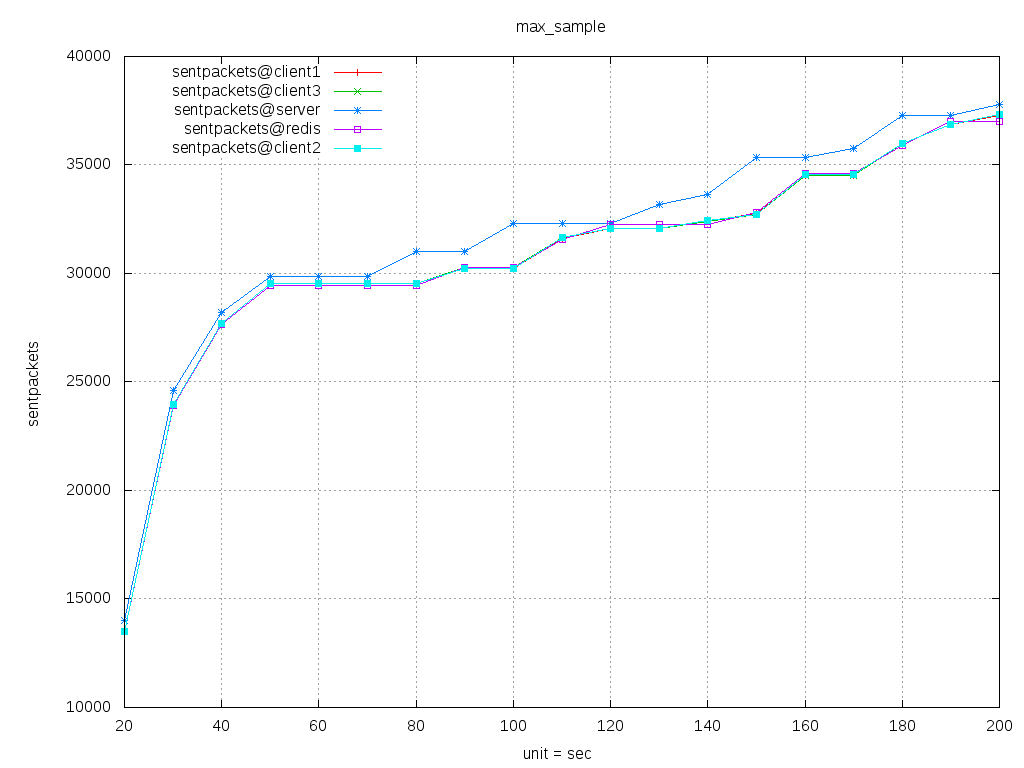 max_sample
40000
35000
30000
25000
20000
15000
10000
sentpackets
sentpackets@client1
sentpackets@client3
sentpackets@server
sentpackets@redis
sentpackets@client2
20 40 60 80 100 120 140 160 180 200
unit = sec